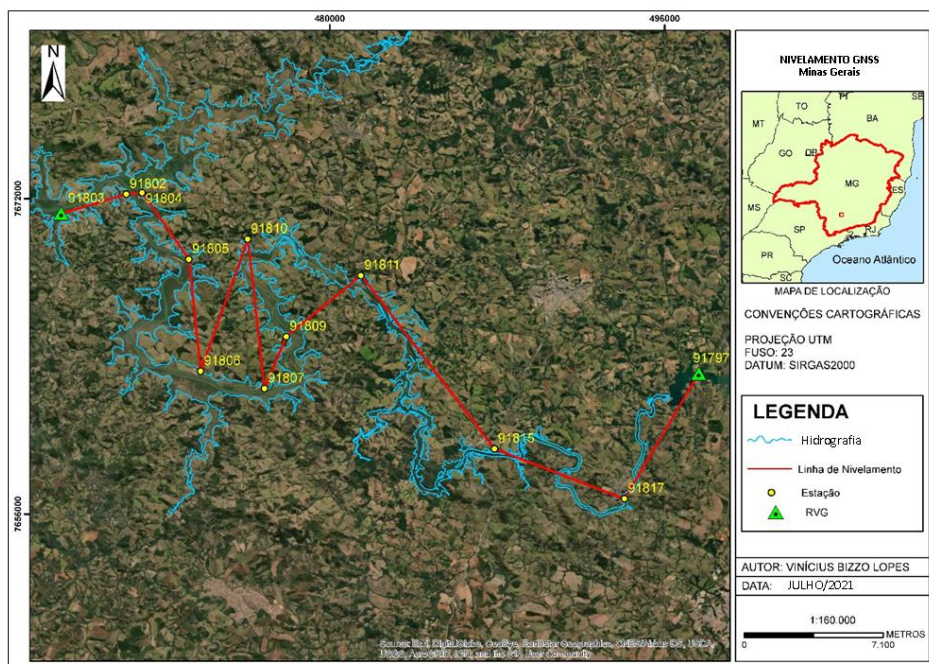 480000
496000
N
7672000
7656000
91803
91802
91804
91805
91810
91811
91809
91806
91807
91815
91817
91797
NIVELAMENTO GNSS
Minas Gerais
TO
PI
SE
MT
BA
GO
DF
MG
ES
MS
SP
RJ
PR
SC
Oceano Atlântico
MAPA DE LOCALIZAÇÃO
CONVENÇÕES CARTOGRÁFICAS
PROJEÇÃO UTM
FUSO: 23
DATUM: SIRGAS2000
LEGENDA
Hidrografia
Linha de Nivelamento
Estação
RVG
AUTOR: VINÍCIUS BIZZO LOPES
DATA: JULHO/2021
1:160.000
METROS
0 7.100